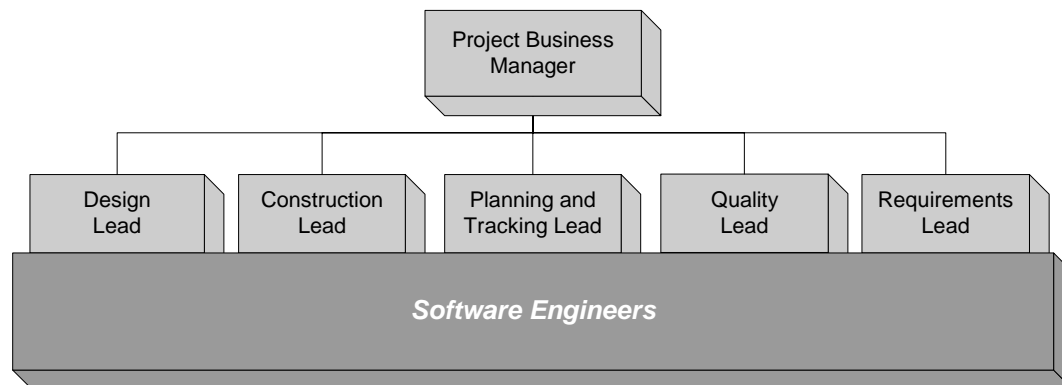 Project Business
Manager
Design
Lead
Construction
Lead
Planning and
Tracking Lead
Quality
Lead
Requirements
Lead
Software Engineers